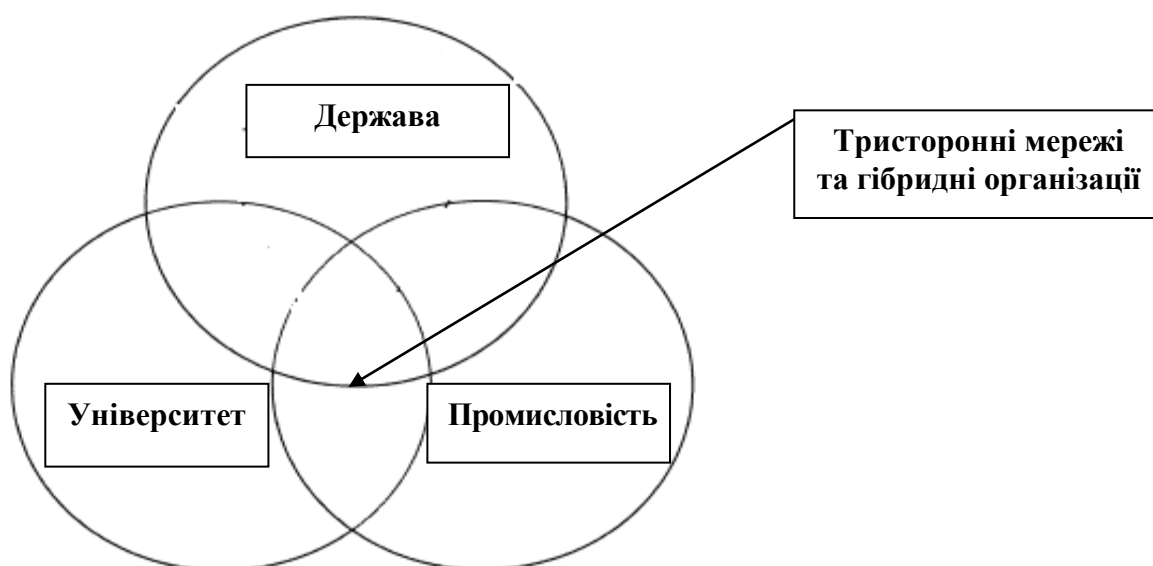 Держава
Тристоронні мережі
та гібридні організації
Університет
Промисловість